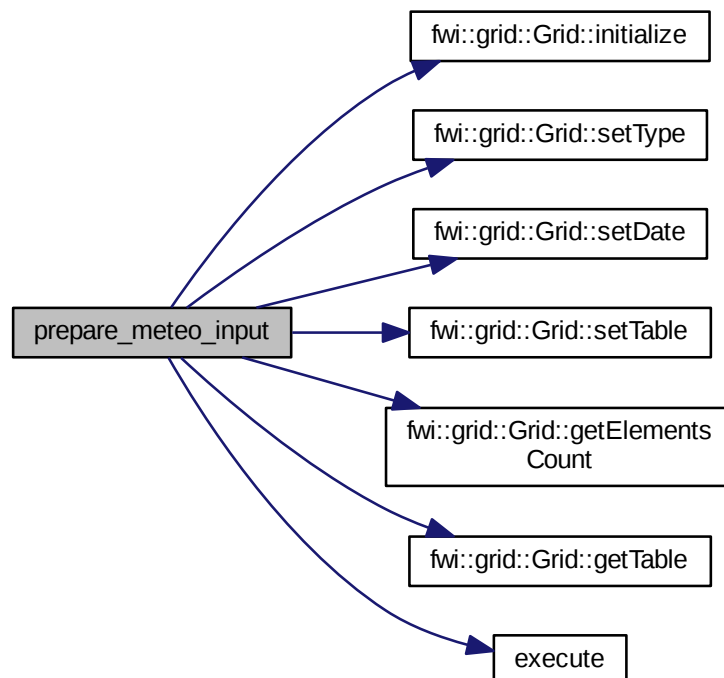 fwi::grid::Grid::initialize
fwi::grid::Grid::setType
fwi::grid::Grid::setDate
prepare_meteo_input
fwi::grid::Grid::setTable
fwi::grid::Grid::getElements
Count
fwi::grid::Grid::getTable
execute